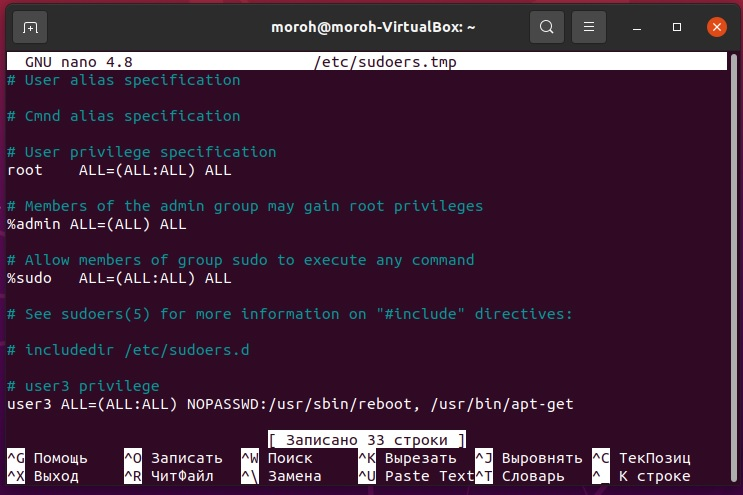 moroh@moroh-VirtualBox: ~
GNU nano 4.8 /etc/sudoers.tmp
# User alias specification
# Cmnd alias specification
# User privilege specification
root ALL=(ALL:ALL) ALL
# Members of the admin group may gain root privileges
%admin ALL=(ALL) ALL
# Allow members of group sudo to execute any command
%sudo ALL=(ALL:ALL) ALL
# See sudoers(5) for more information on "#include" directives:
# includedir /etc/sudoers.d
# user3 privilege
user3 ALL=(ALL:ALL) NOPASSWD:/usr/sbin/reboot, /usr/bin/apt-get
[ Записано 33 строки ]
^G Помощь ^O Записать ^W Поиск ^K Вырезать ^J Выровнять ^C ТекПозиц
^X Выход ^R ЧитФайл ^\ Замена ^U Paste Text ^T Словарь ^_ К строке